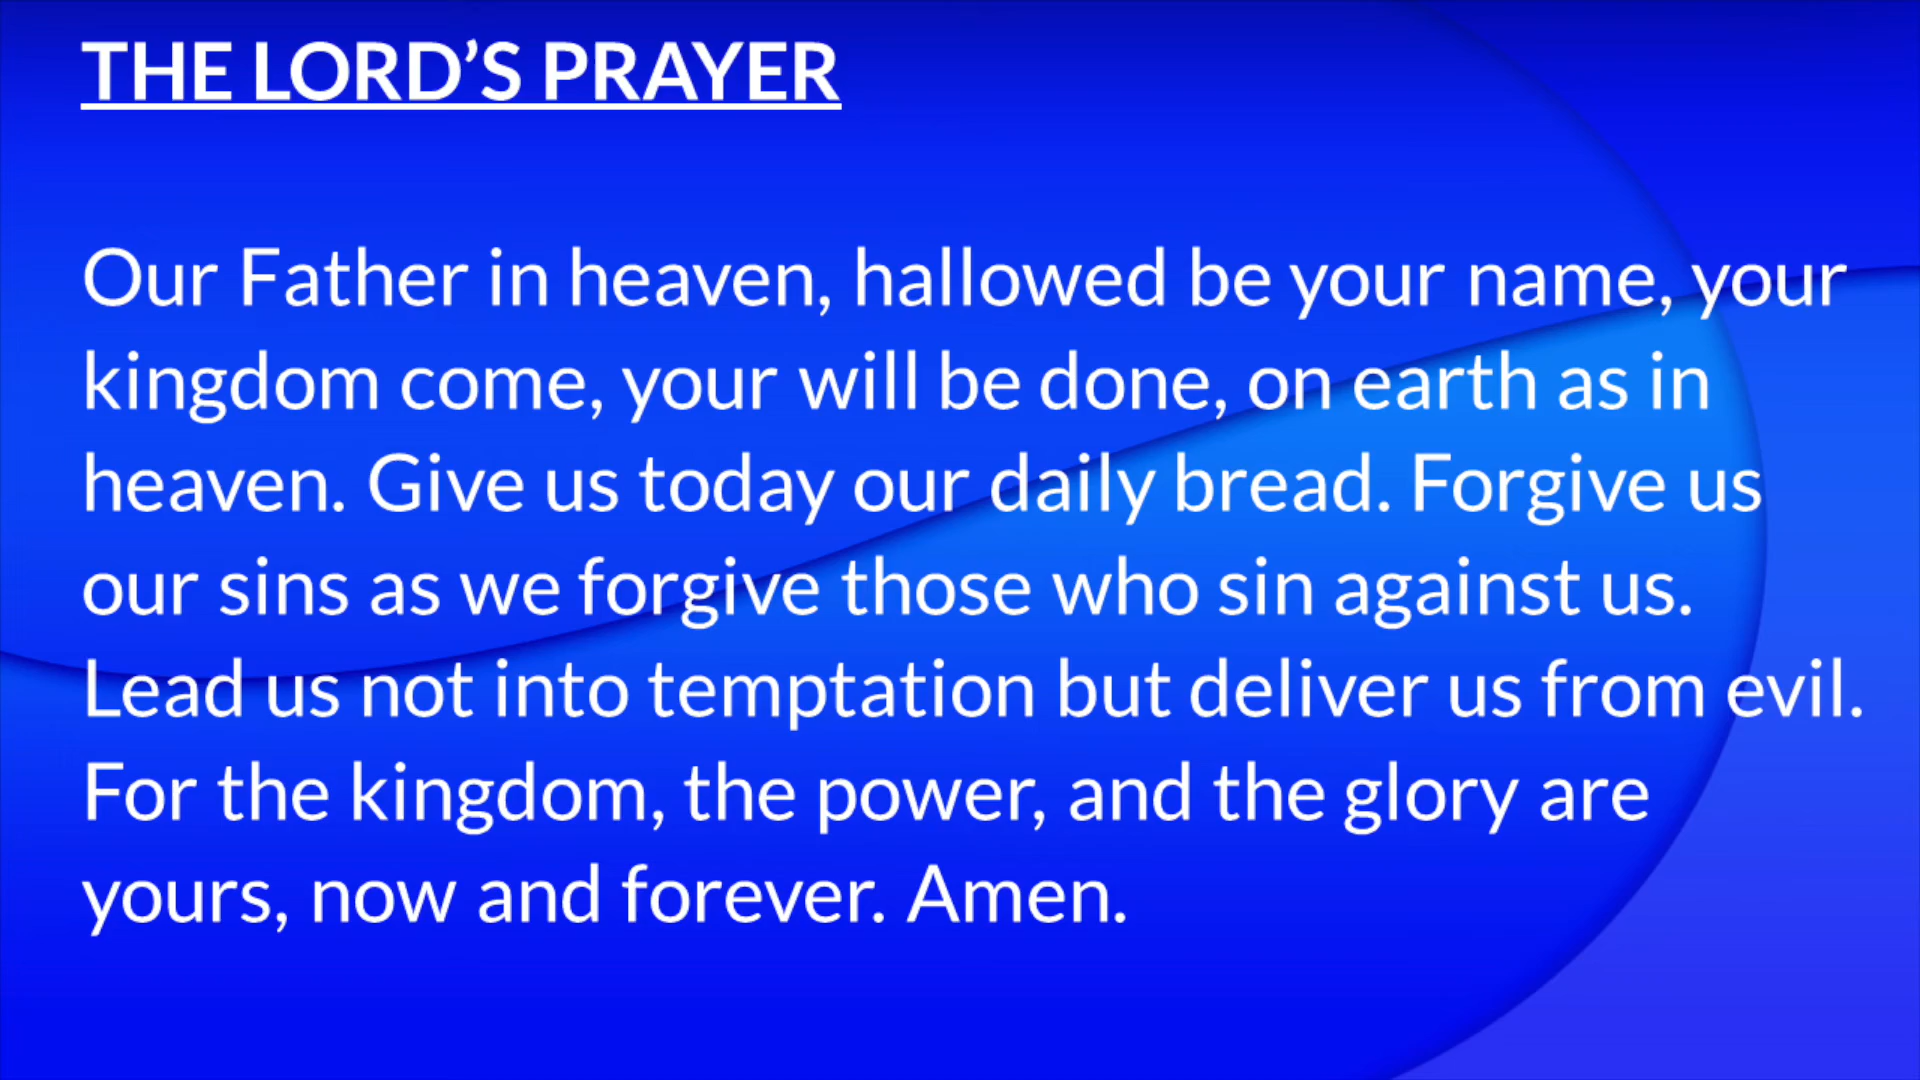 THE LORD’S PRAYER
Our Father in heaven, hallowed be your name, your
kingdom come, your will be done, on earth as in
heaven. Give us today our daily bread. Forgive us
our sins as we forgive those who sin against us.
Lead us not into temptation but deliver us from evil.
For the kingdom, the power, and the glory are
yours, now and forever. Amen.